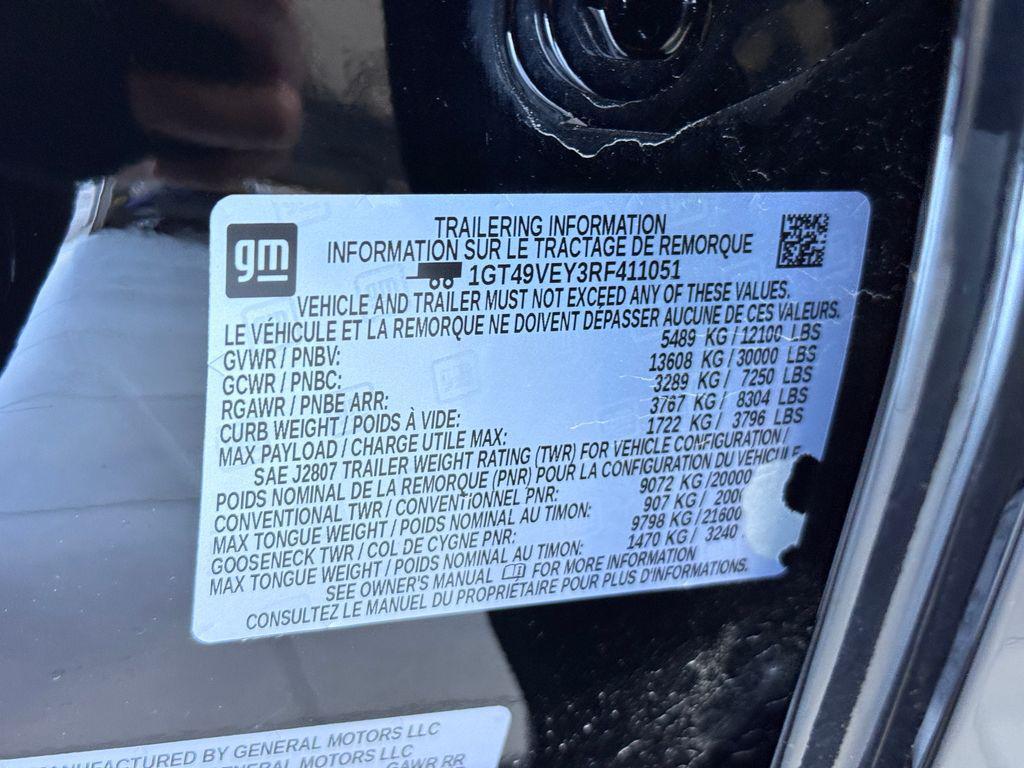 gm
TRAILERING INFORMATION
INFORMATION SUR LE TRACTAGE DE REMORQUE
1GT49VEY3RF411051
VEHICLE AND TRAILER MUST NOT EXCEED ANY OF THESE VALUES.
LE VÉHICULE ET LA REMORQUE NE DOIVENT DÉPASSER AUCUNE DE CES VALEURS.
GVWR / PNBV: 5489 KG/12100 LBS
GCWR / PNBC: 13608 KG/30000 LBS
RGAWR / PNBE ARR: 3289 KG/ 7250 LBS
CURB WEIGHT / POIDS À VIDE: 3767 KG/ 8304 LBS
MAX PAYLOAD / CHARGE UTILE MAX: 1722 KG/ 3796 LBS
SAE J2807 TRAILER WEIGHT RATING (TWR) FOR VEHICLE CONFIGURATION /
POIDS NOMINAL DE LA REMORQUE (PNR) POUR LA CONFIGURATION DU VÉHICULE
CONVENTIONAL TWR / CONVENTIONNEL PNR: 9072 KG/20000
MAX TONGUE WEIGHT / POIDS NOMINAL AU TIMON: 907 KG/ 2000
GOOSENECK TWR / COL DE CYGNE PNR: 9798 KG/21600
MAX TONGUE WEIGHT / POIDS NOMINAL AU TIMON: 1470 KG/ 3240
SEE OWNER'S MANUAL FOR MORE INFORMATION
CONSULTEZ LE MANUEL DU PROPRIÉTAIRE POUR PLUS D'INFORMATIONS.
MANUFACTURED BY GENERAL MOTORS LLC
GENERAL MOTORS LLC
GAWR RR